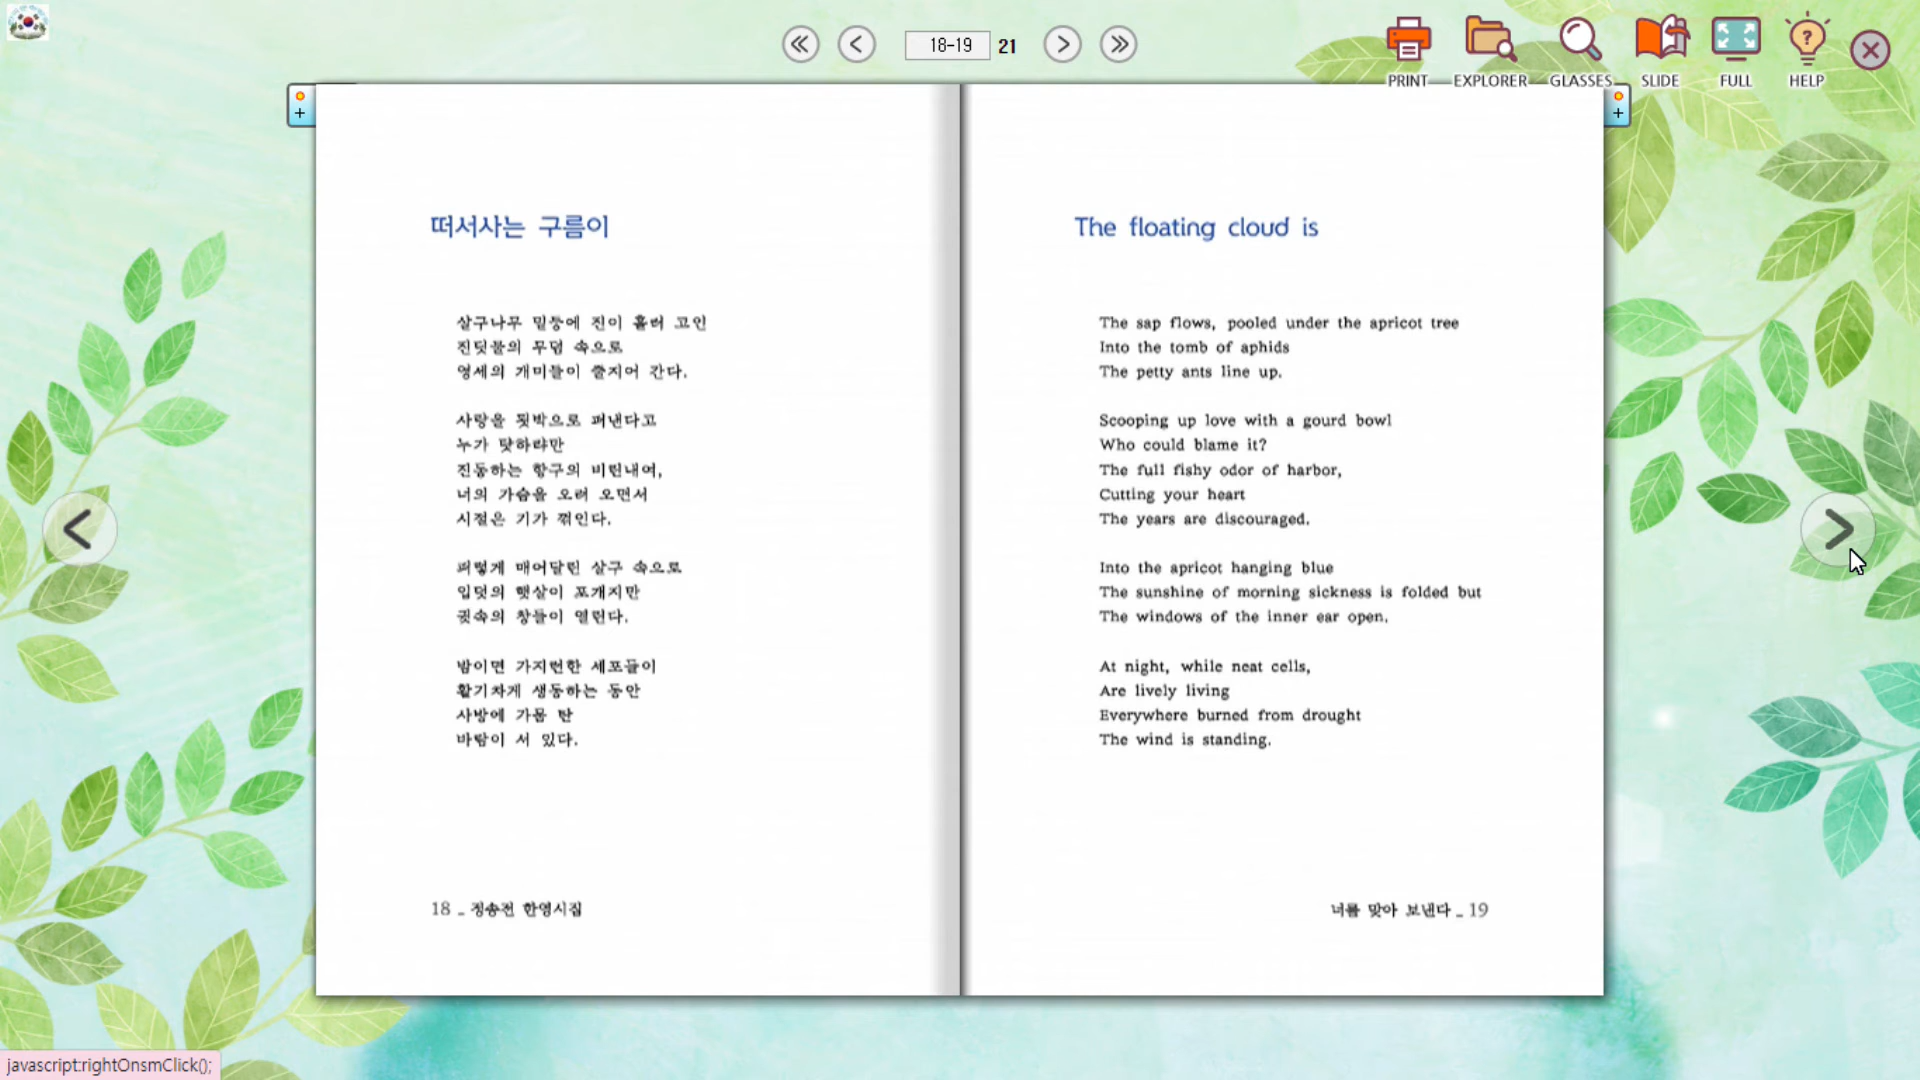 18-19 21
PRINT EXPLORER GLASSES SLIDE FULL HELP
떠서사는 구름이
살구나무 밑둥에 진이 흘러 고인
진딧물의 무덤 속으로
영세의 개미들이 줄지어 간다.
사랑을 됫박으로 퍼낸다고
누가 탓하랴만
진동하는 항구의 비린내여,
너의 가슴을 오려 오면서
시절은 기가 꺾인다.
퍼렇게 매어달린 살구 속으로
입덧의 햇살이 포개지만
귓속의 창들이 열린다.
밤이면 가지런한 세포들이
활기차게 생동하는 동안
사방에 가뭄 탄
바람이 서 있다.
18 _ 정송전 한영시집
The floating cloud is
The sap flows, pooled under the apricot tree
Into the tomb of aphids
The petty ants line up.
Scooping up love with a gourd bowl
Who could blame it?
The full fishy odor of harbor,
Cutting your heart
The years are discouraged.
Into the apricot hanging blue
The sunshine of morning sickness is folded but
The windows of the inner ear open.
At night, while neat cells,
Are lively living
Everywhere burned from drought
The wind is standing.
너를 맞아 보낸다 _ 19
javascript:rightOnsmClick();